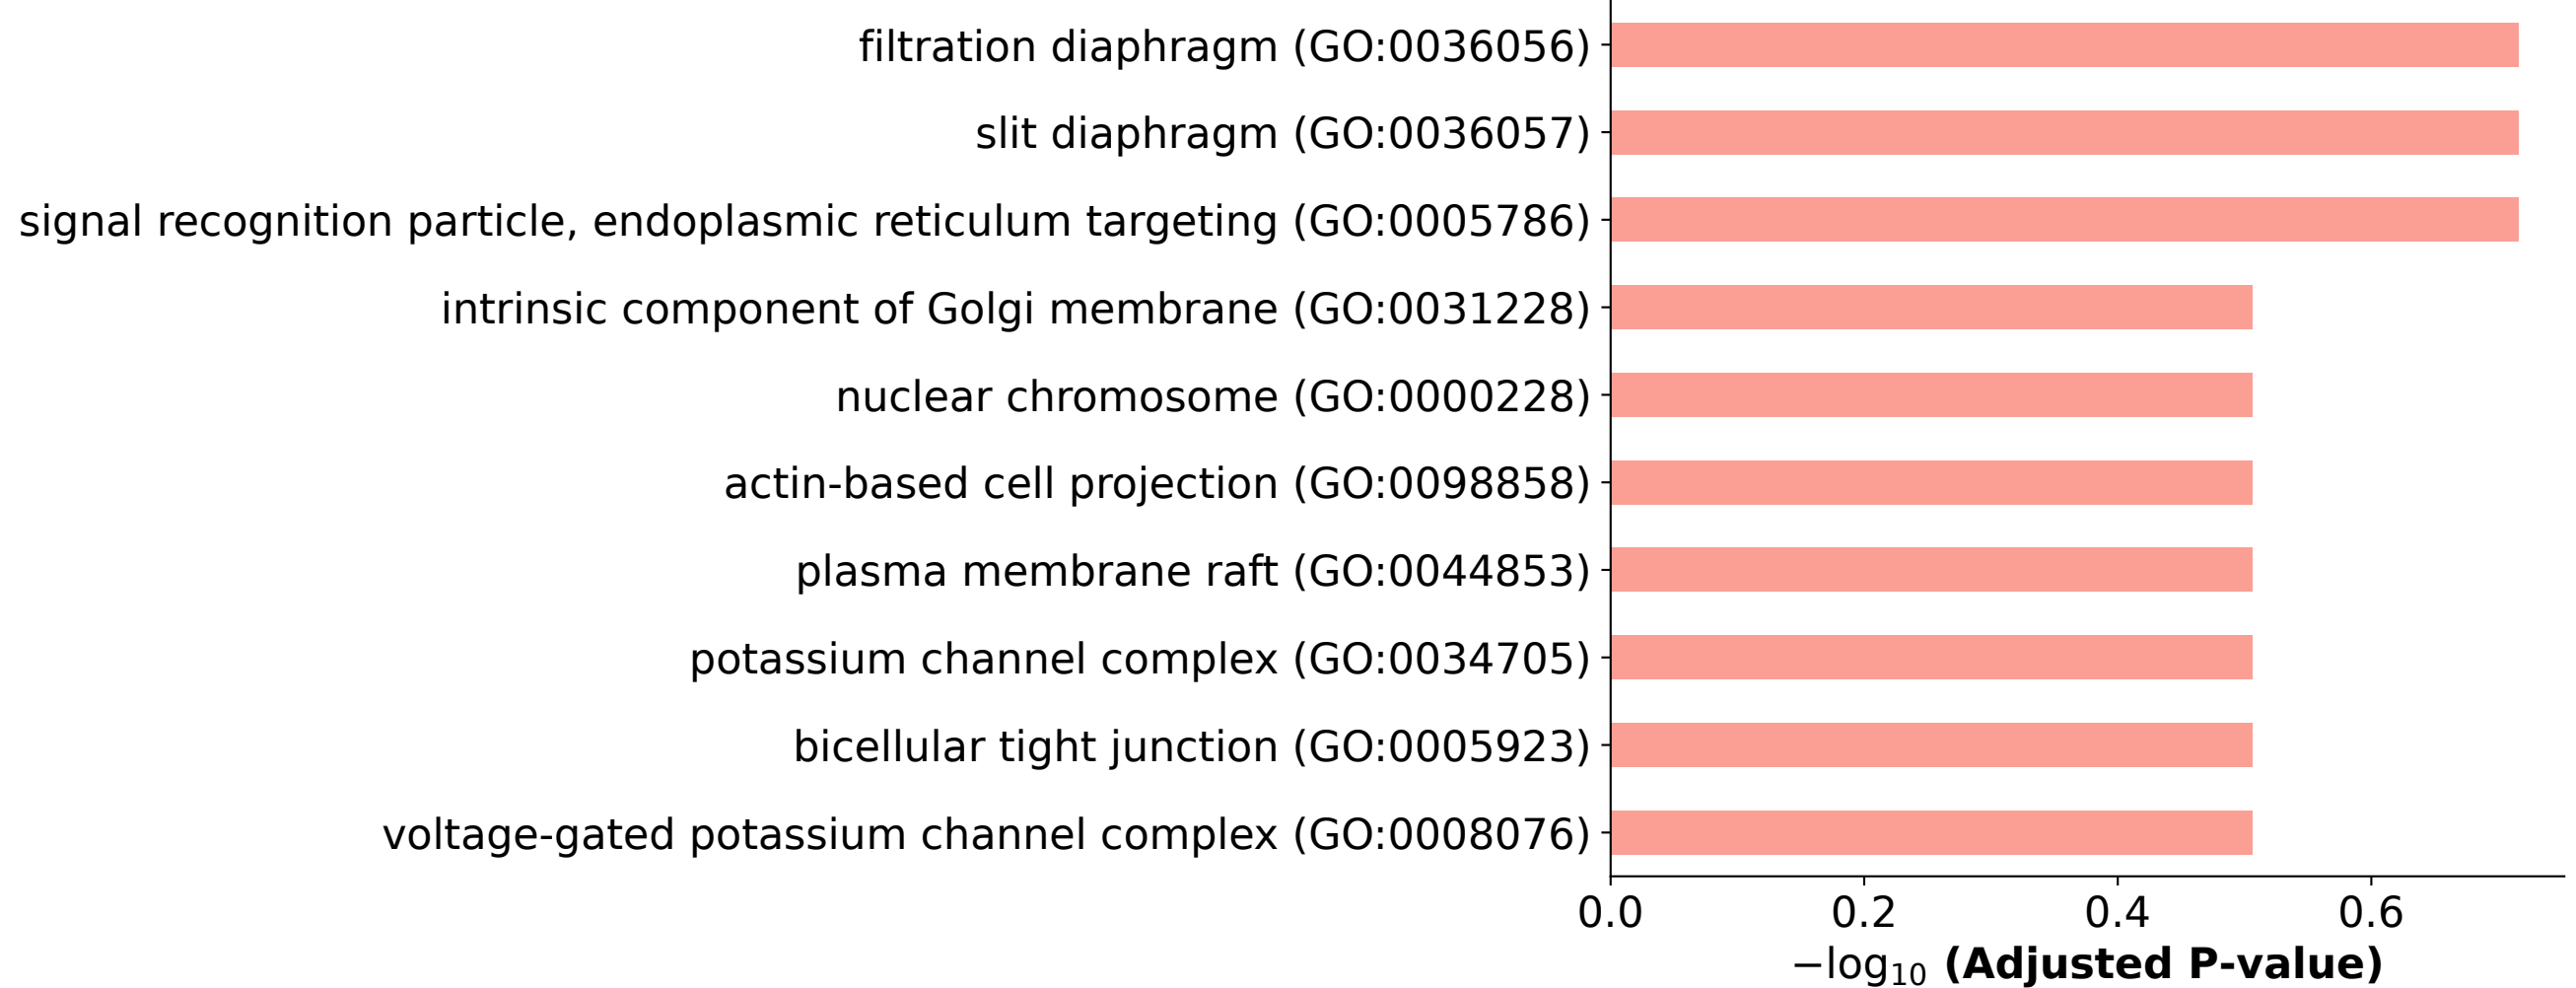 filtration diaphragm (GO:0036056)
slit diaphragm (GO:0036057)
signal recognition particle, endoplasmic reticulum targeting (GO:0005786)
intrinsic component of Golgi membrane (GO:0031228)
nuclear chromosome (GO:0000228)
actin-based cell projection (GO:0098858)
plasma membrane raft (GO:0044853)
potassium channel complex (GO:0034705)
bicellular tight junction (GO:0005923)
voltage-gated potassium channel complex (GO:0008076)
0.0 0.2 0.4 0.6
−log₁₀ (Adjusted P-value)